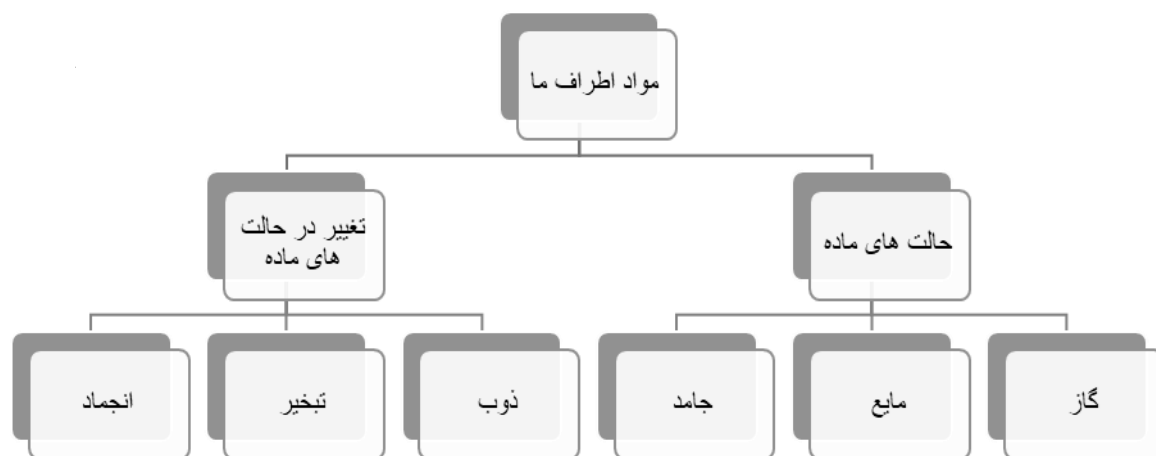 مواد اطراف ما
حالت های ماده
تغییر در حالت
های ماده
گاز
مایع
جامد
ذوب
تبخیر
انجماد